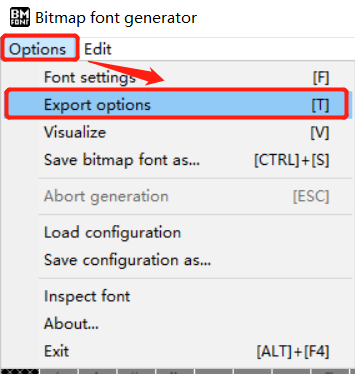 BM FONT Bitmap font generator
Options Edit
Font settings [F]
Export options [T]
Visualize [V]
Save bitmap font as... [CTRL]+[S]
Abort generation [ESC]
Load configuration
Save configuration as...
Inspect font
About...
Exit [ALT]+[F4]